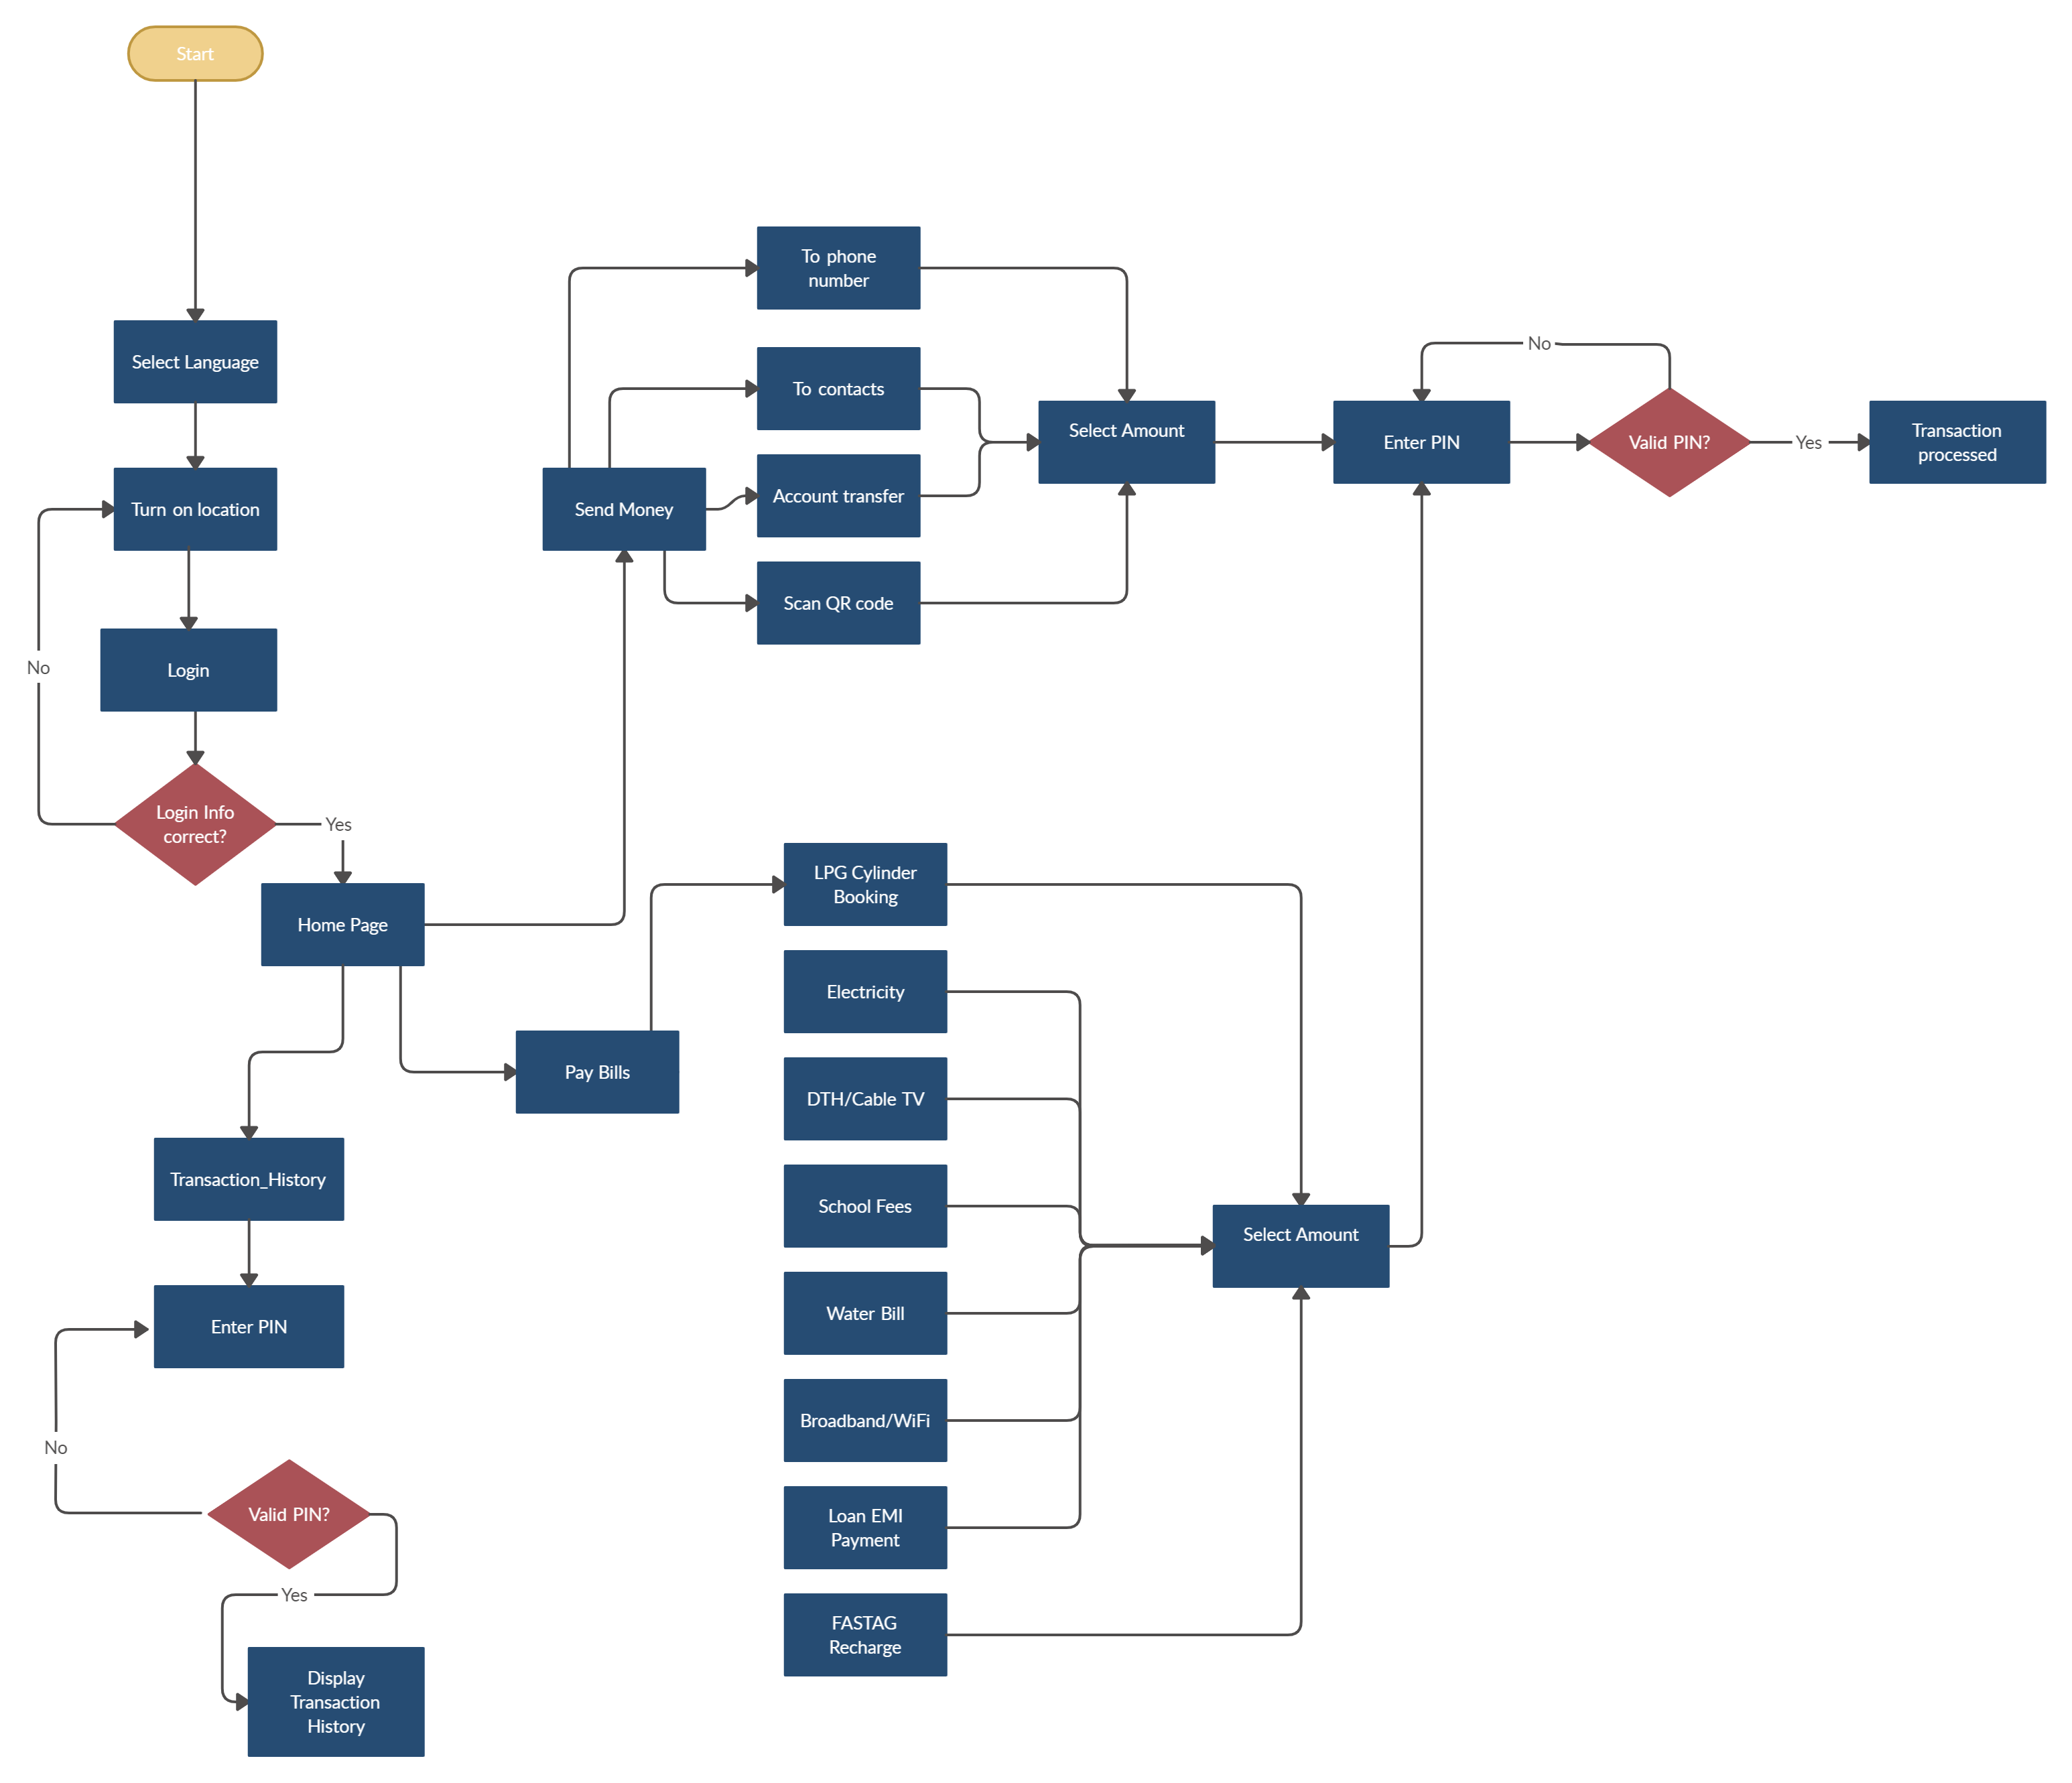 Start
Select Language
Turn on location
Login
No
Login Info
correct?
Yes
Home Page
Send Money
To phone
number
To contacts
Account transfer
Scan QR code
Select Amount
Enter PIN
No
Valid PIN?
Yes
Transaction
processed
Pay Bills
LPG Cylinder
Booking
Electricity
DTH/Cable TV
School Fees
Water Bill
Broadband/WiFi
Loan EMI
Payment
FASTAG
Recharge
Select Amount
Transaction_History
Enter PIN
No
Valid PIN?
Yes
Display
Transaction
History